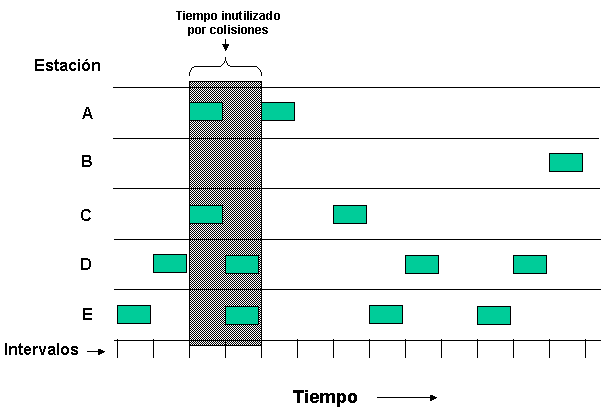 Tiempo inutilizado
por colisiones
Estación
A
B
C
D
E
Intervalos
Tiempo